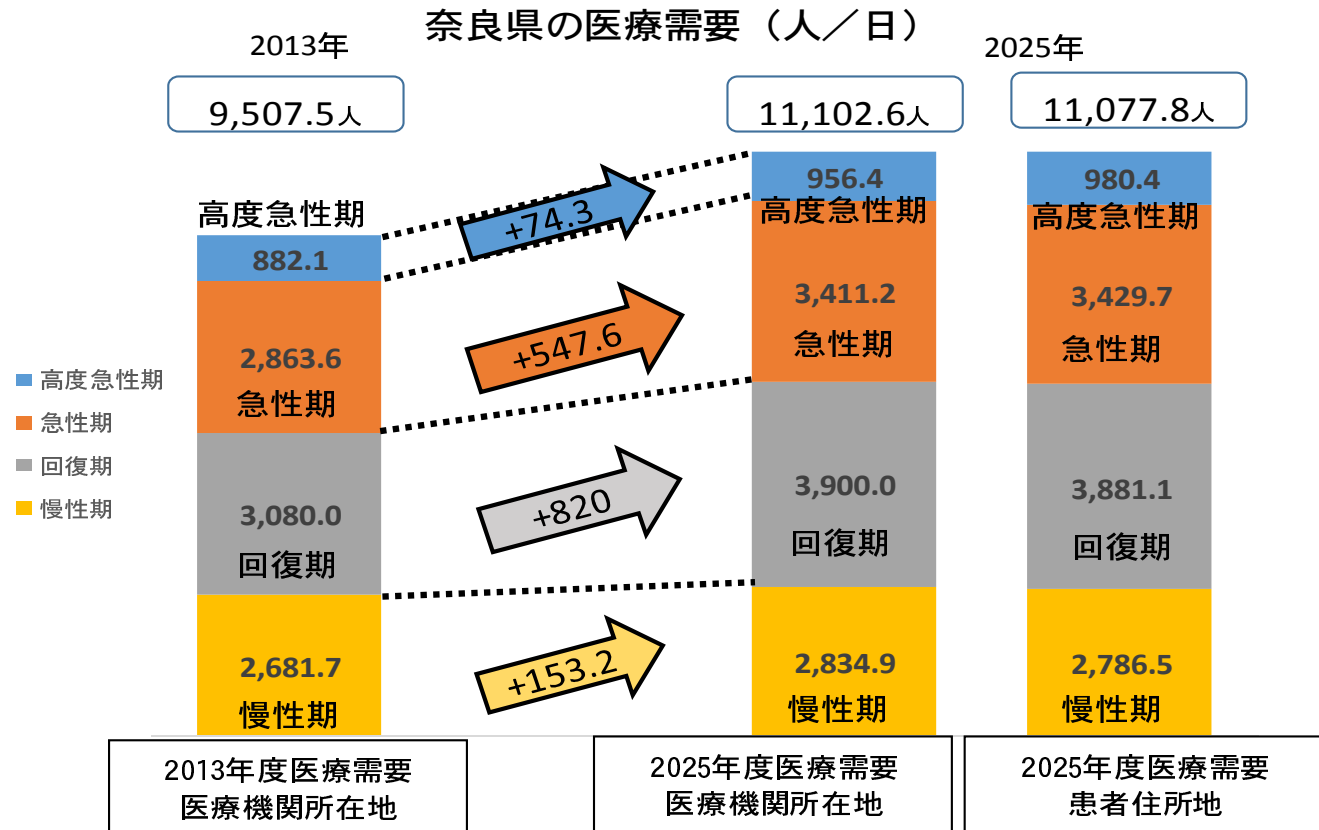 奈良県の医療需要（人／日）
2013年
2025年
9,507.5人
11,102.6人
11,077.8人
高度急性期
882.1
2,863.6
急性期
3,080.0
回復期
2,681.7
慢性期
+74.3
+547.6
+820
+153.2
956.4
高度急性期
3,411.2
急性期
3,900.0
回復期
2,834.9
慢性期
980.4
高度急性期
3,429.7
急性期
3,881.1
回復期
2,786.5
慢性期
高度急性期
急性期
回復期
慢性期
2013年度医療需要
医療機関所在地
2025年度医療需要
医療機関所在地
2025年度医療需要
患者住所地